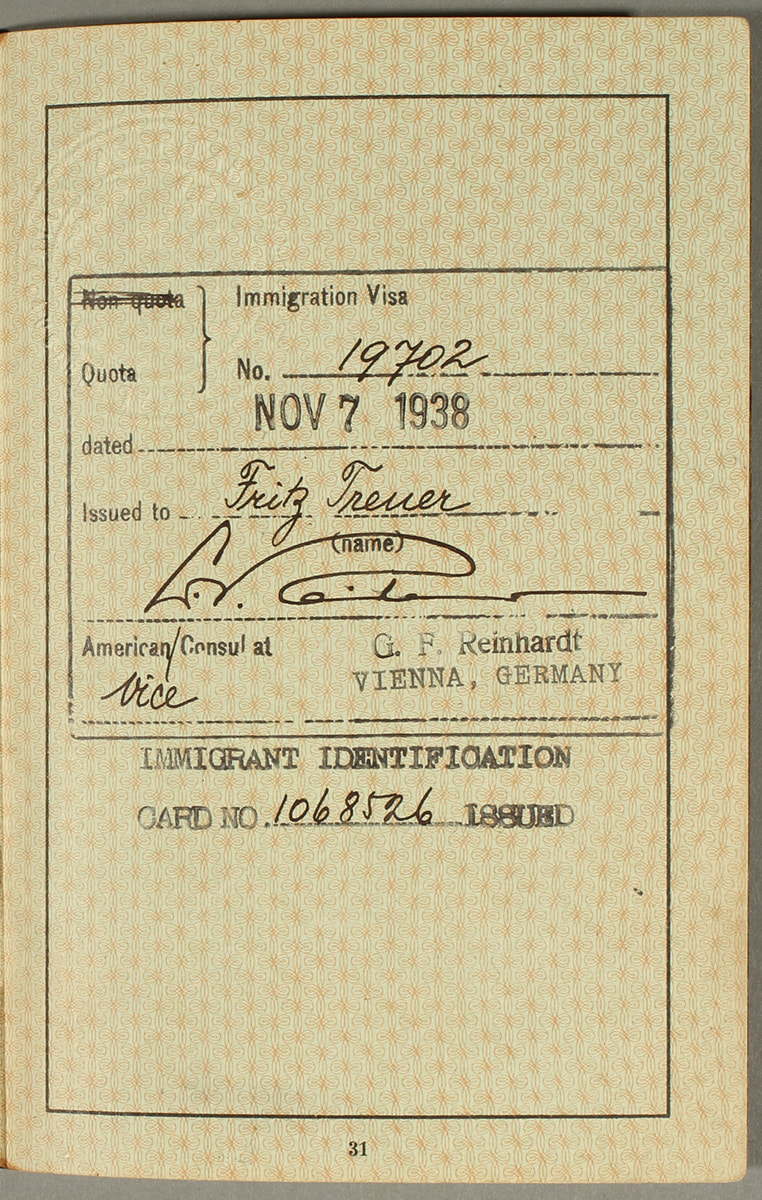 Non quota Immigration Visa
Quota No. 19702
NOV 7 1938
dated
Issued to Fritz Treuer
(name)
American/Consul at G. F. Reinhardt
Vice VIENNA, GERMANY
IMMIGRANT IDENTIFICATION
CARD NO. 1068526 ISSUED
31